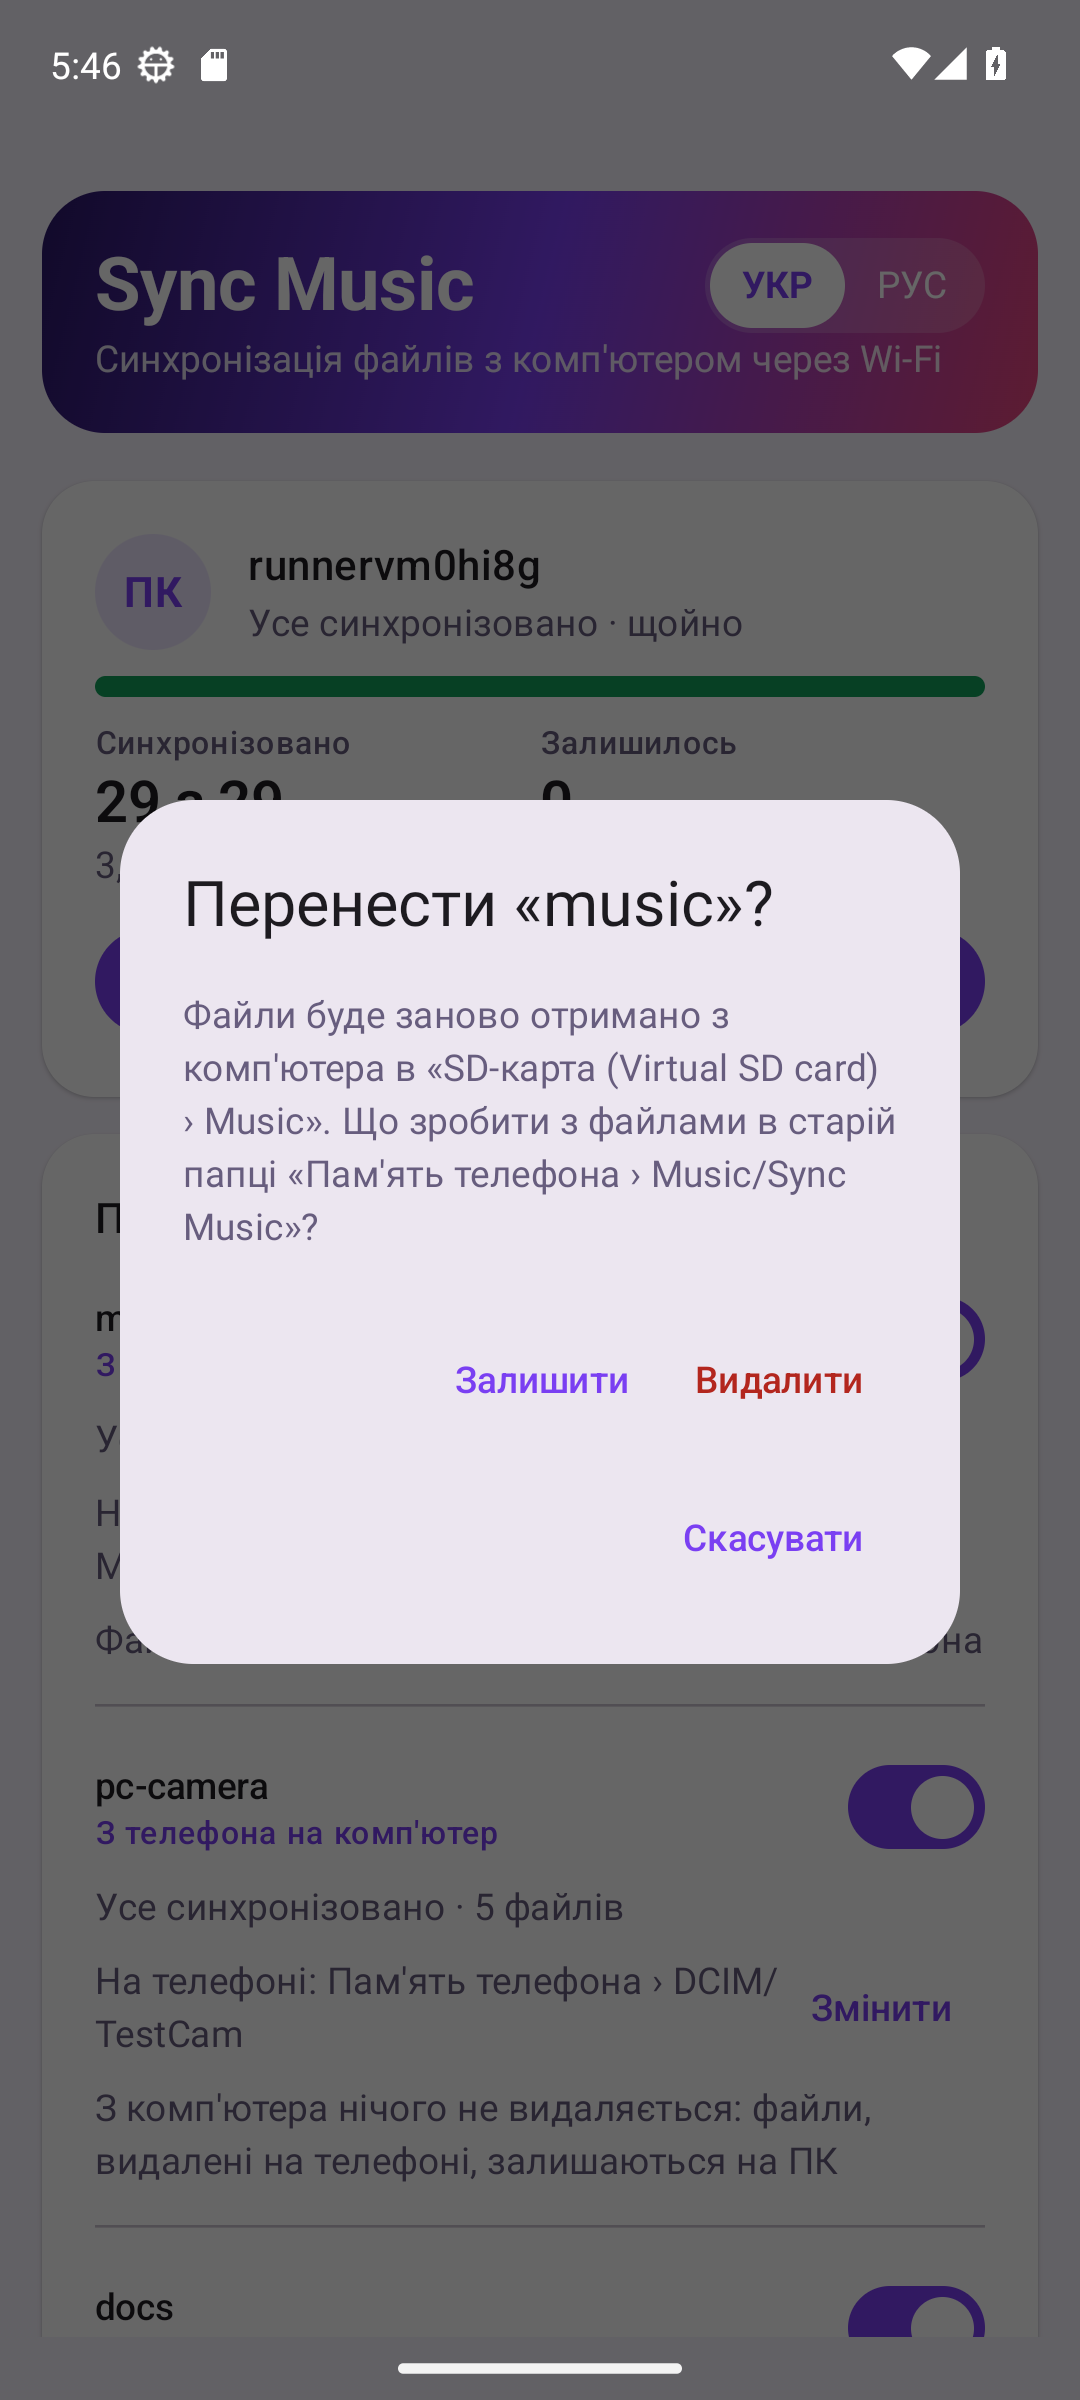 5:46
Sync Music
УКР
РУС
Синхронізація файлів з комп'ютером через Wi-Fi
ПК
runnervm0hi8g
Усе синхронізовано · щойно
Синхронізовано
Залишилось
29 з 29
0
3,
Перенести «music»?
Файли буде заново отримано з
комп'ютера в «SD-карта (Virtual SD card)
› Music». Що зробити з файлами в старій
папці «Пам'ять телефона › Music/Sync
Music»?
Залишити
Видалити
Скасувати
pc-camera
З телефона на комп'ютер
Усе синхронізовано · 5 файлів
На телефоні: Пам'ять телефона › DCIM/
TestCam
Змінити
З комп'ютера нічого не видаляється: файли,
видалені на телефоні, залишаються на ПК
docs